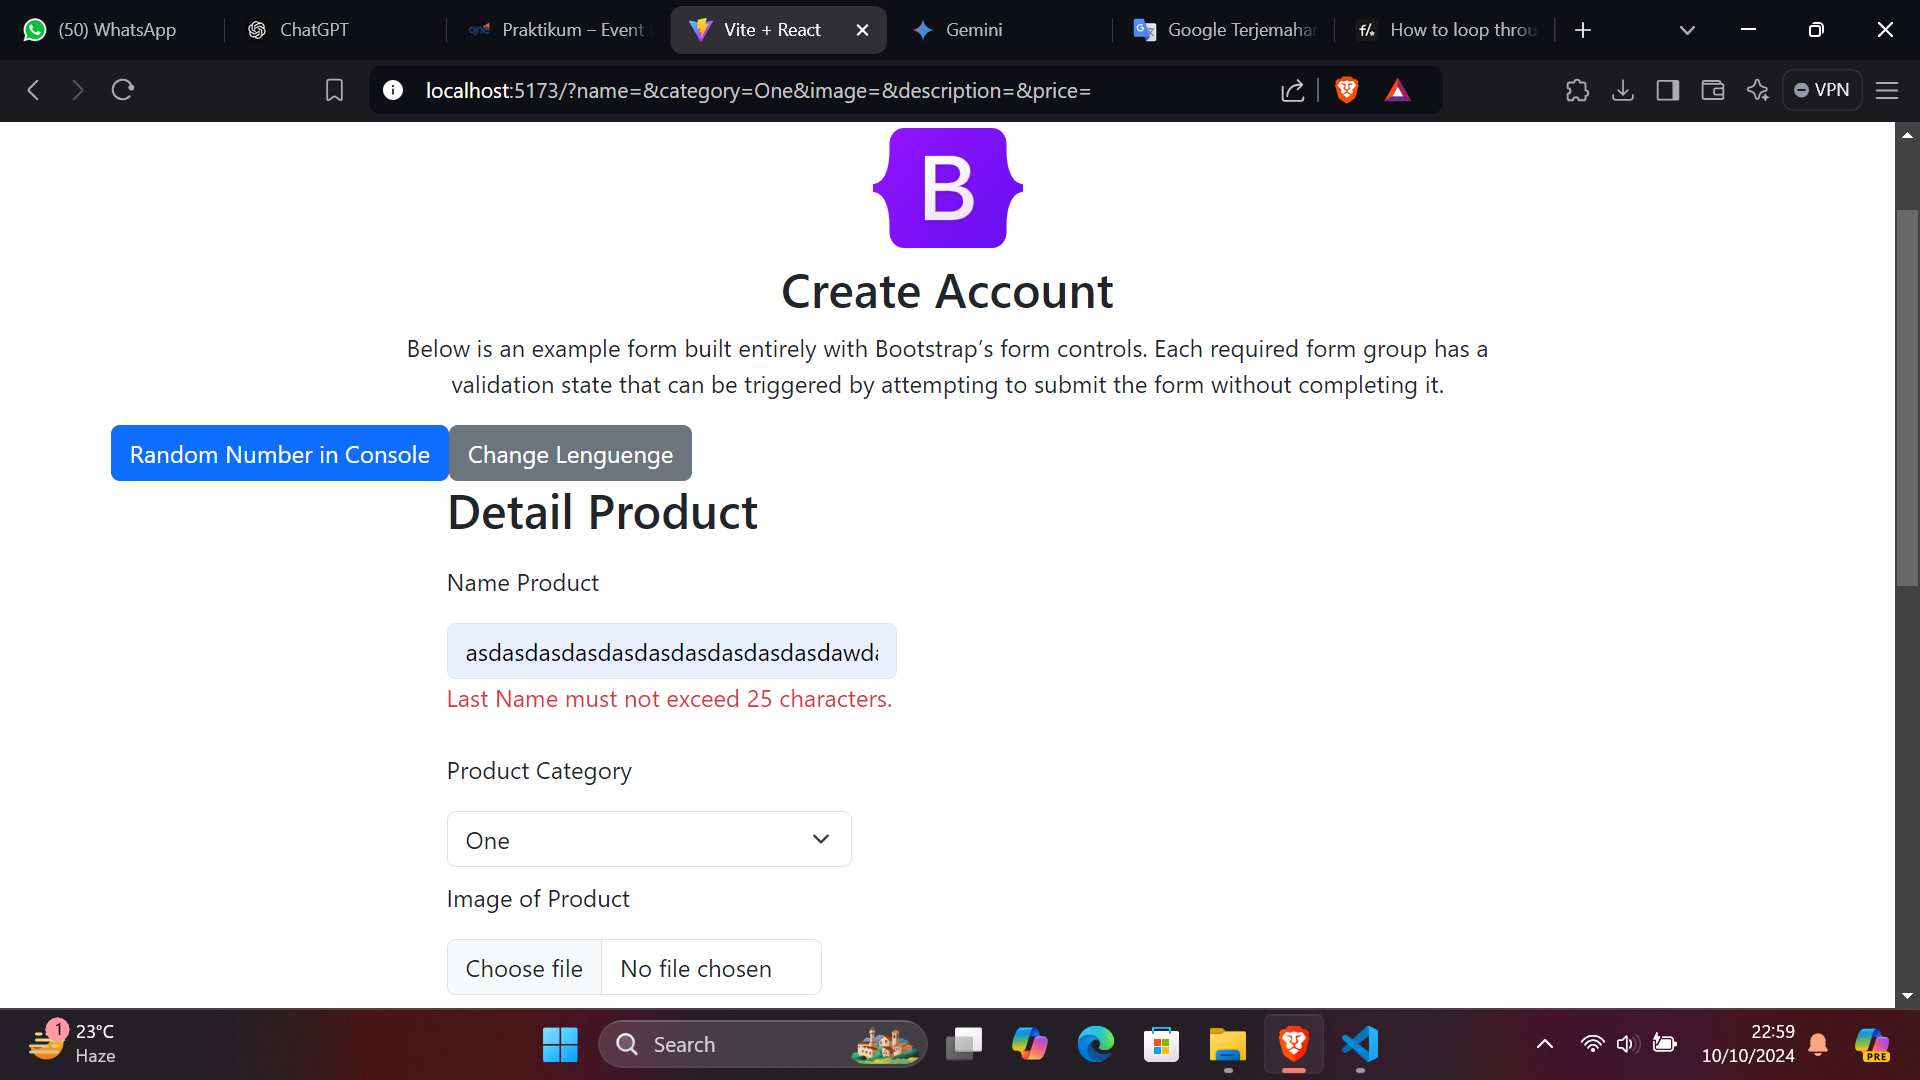 (50) WhatsApp
ChatGPT
Praktikum – Event
Vite + React
Gemini
Google Terjemahan
How to loop throu
localhost:5173/?name=&category=One&image=&description=&price=
VPN
B
Create Account
Below is an example form built entirely with Bootstrap’s form controls. Each required form group has a
validation state that can be triggered by attempting to submit the form without completing it.
Random Number in Console
Change Lenguenge
Detail Product
Name Product
asdasdasdasdasdasdasdasdasdasdawda
Last Name must not exceed 25 characters.
Product Category
One
Image of Product
Choose file
No file chosen
1
23°C
Haze
Search
22:59
10/10/2024
PRE